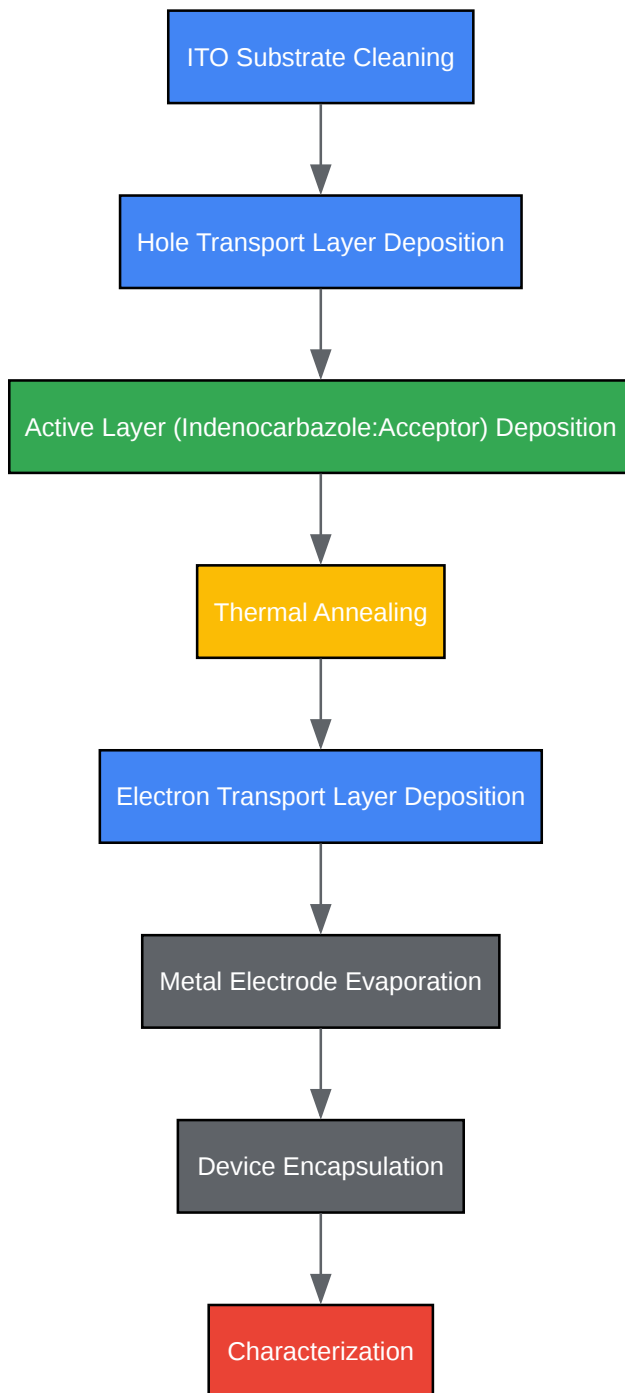 ITO Substrate Cleaning
Hole Transport Layer Deposition
Active Layer (Indenocarbazole:Acceptor) Deposition
Thermal Annealing
Electron Transport Layer Deposition
Metal Electrode Evaporation
Device Encapsulation
Characterization